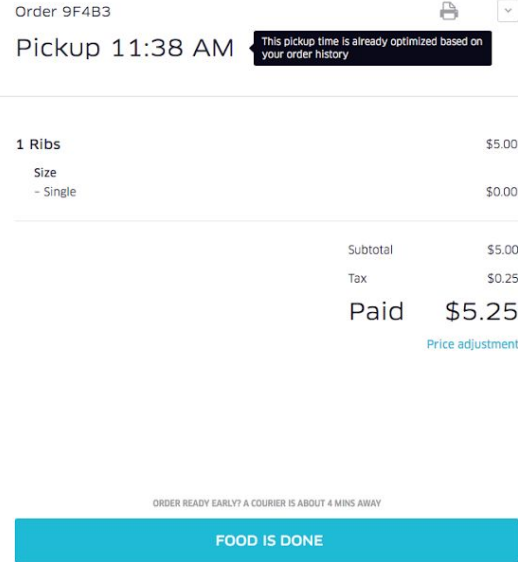 Order 9F4B3
Pickup 11:38 AM
This pickup time is already optimized based on
your order history
1 Ribs $5.00
Size
- Single $0.00
Subtotal $5.00
Tax $0.25
Paid $5.25
Price adjustment
ORDER READY EARLY? A COURIER IS ABOUT 4 MINS AWAY
FOOD IS DONE